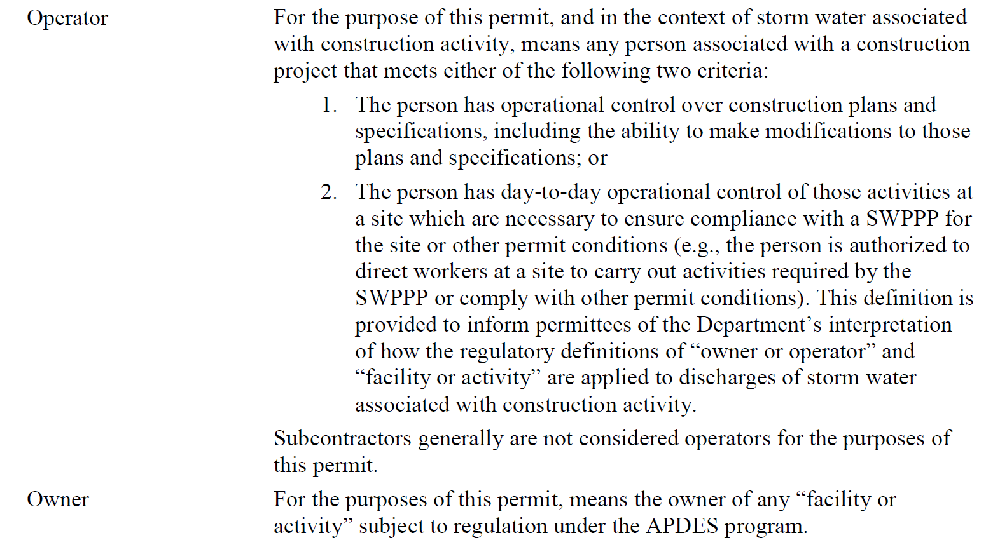 Operator
For the purpose of this permit, and in the context of storm water associated
with construction activity, means any person associated with a construction
project that meets either of the following two criteria:
1. The person has operational control over construction plans and
specifications, including the ability to make modifications to those
plans and specifications; or
2. The person has day-to-day operational control of those activities at
a site which are necessary to ensure compliance with a SWPPP for
the site or other permit conditions (e.g., the person is authorized to
direct workers at a site to carry out activities required by the
SWPPP or comply with other permit conditions). This definition is
provided to inform permittees of the Department’s interpretation
of how the regulatory definitions of “owner or operator” and
“facility or activity” are applied to discharges of storm water
associated with construction activity.
Subcontractors generally are not considered operators for the purposes of
this permit.
Owner
For the purposes of this permit, means the owner of any “facility or
activity” subject to regulation under the APDES program.